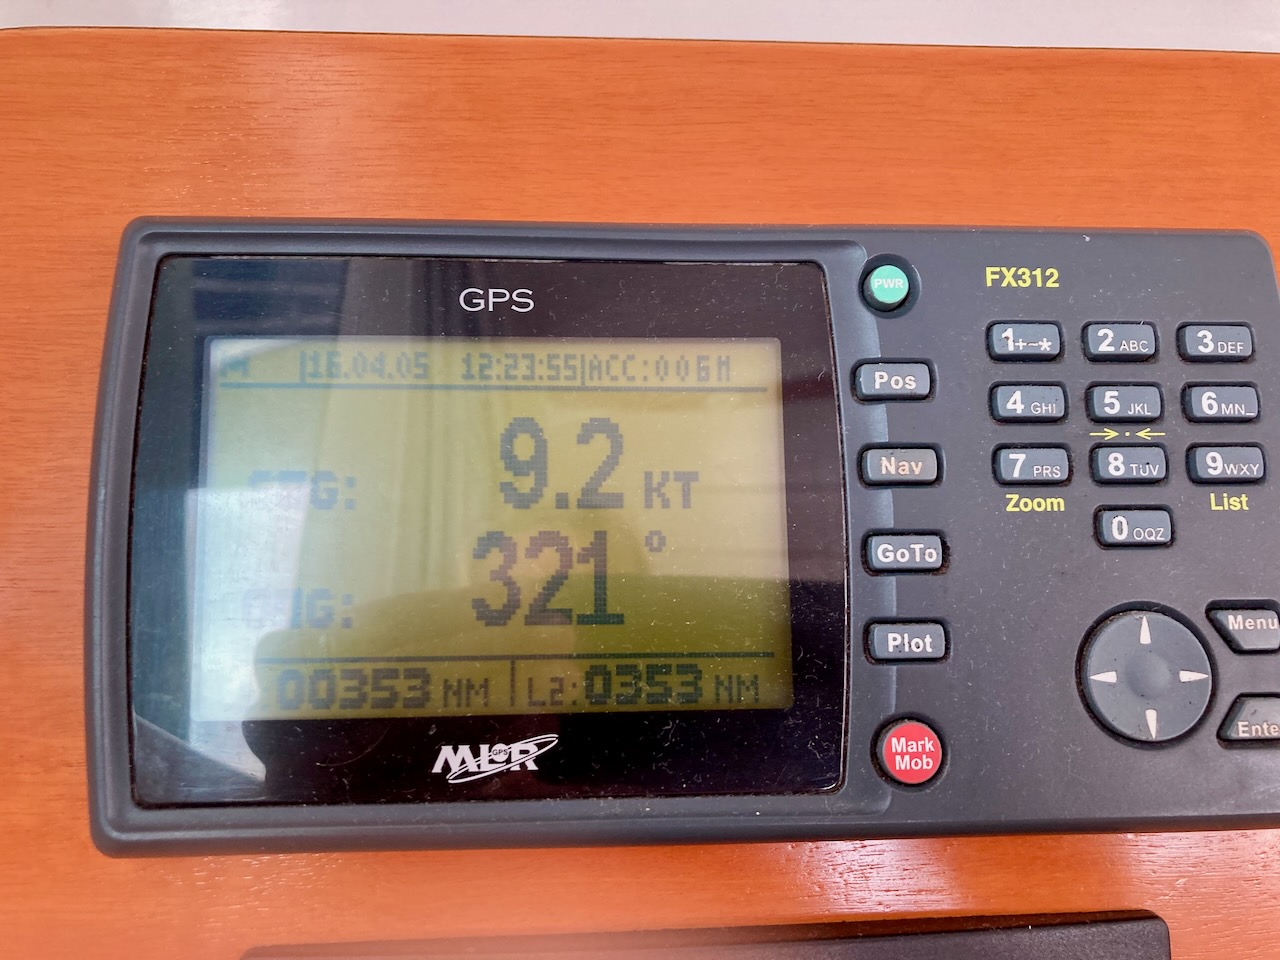 GPS
16.04.05 12:23:55 ACC:006M
9.2 KT
321°
00353 NM L2:0353 NM
MLR
GPS
PWR
FX312
Pos
Nav
GoTo
Plot
Mark
Mob
1+-~*
2 ABC
3 DEF
4 GHI
5 JKL
6 MN_
7 PRS
8 TUV
9 WXY
Zoom
List
0 OQZ
Menu
Ente